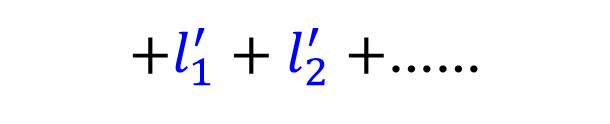 +l′₁ + l′₂ +......